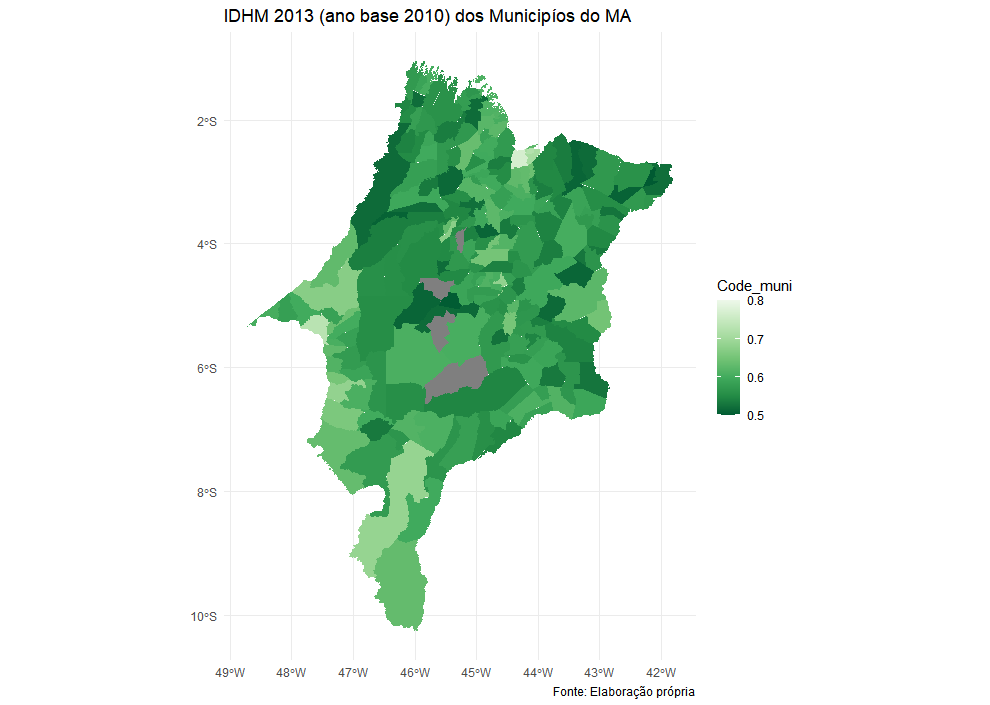 IDHM 2013 (ano base 2010) dos Municipíos do MA
2°S
4°S
6°S
8°S
10°S
49°W
48°W
47°W
46°W
45°W
44°W
43°W
42°W
Code_muni
0.8
0.7
0.6
0.5
Fonte: Elaboração própria